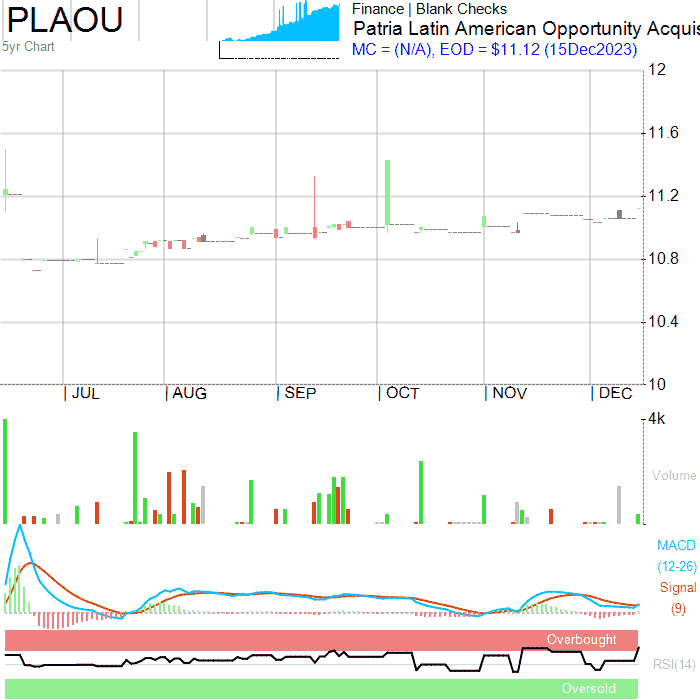 PLAOU
5yr Chart
Finance | Blank Checks
Patria Latin American Opportunity Acquis
MC = (N/A), EOD = $11.12 (15Dec2023)
12
11.6
11.2
10.8
10.4
10
| JUL | AUG | SEP | OCT | NOV | DEC
4k
Volume
MACD
(12-26)
Signal
(9)
Overbought
RSI(14)
Oversold